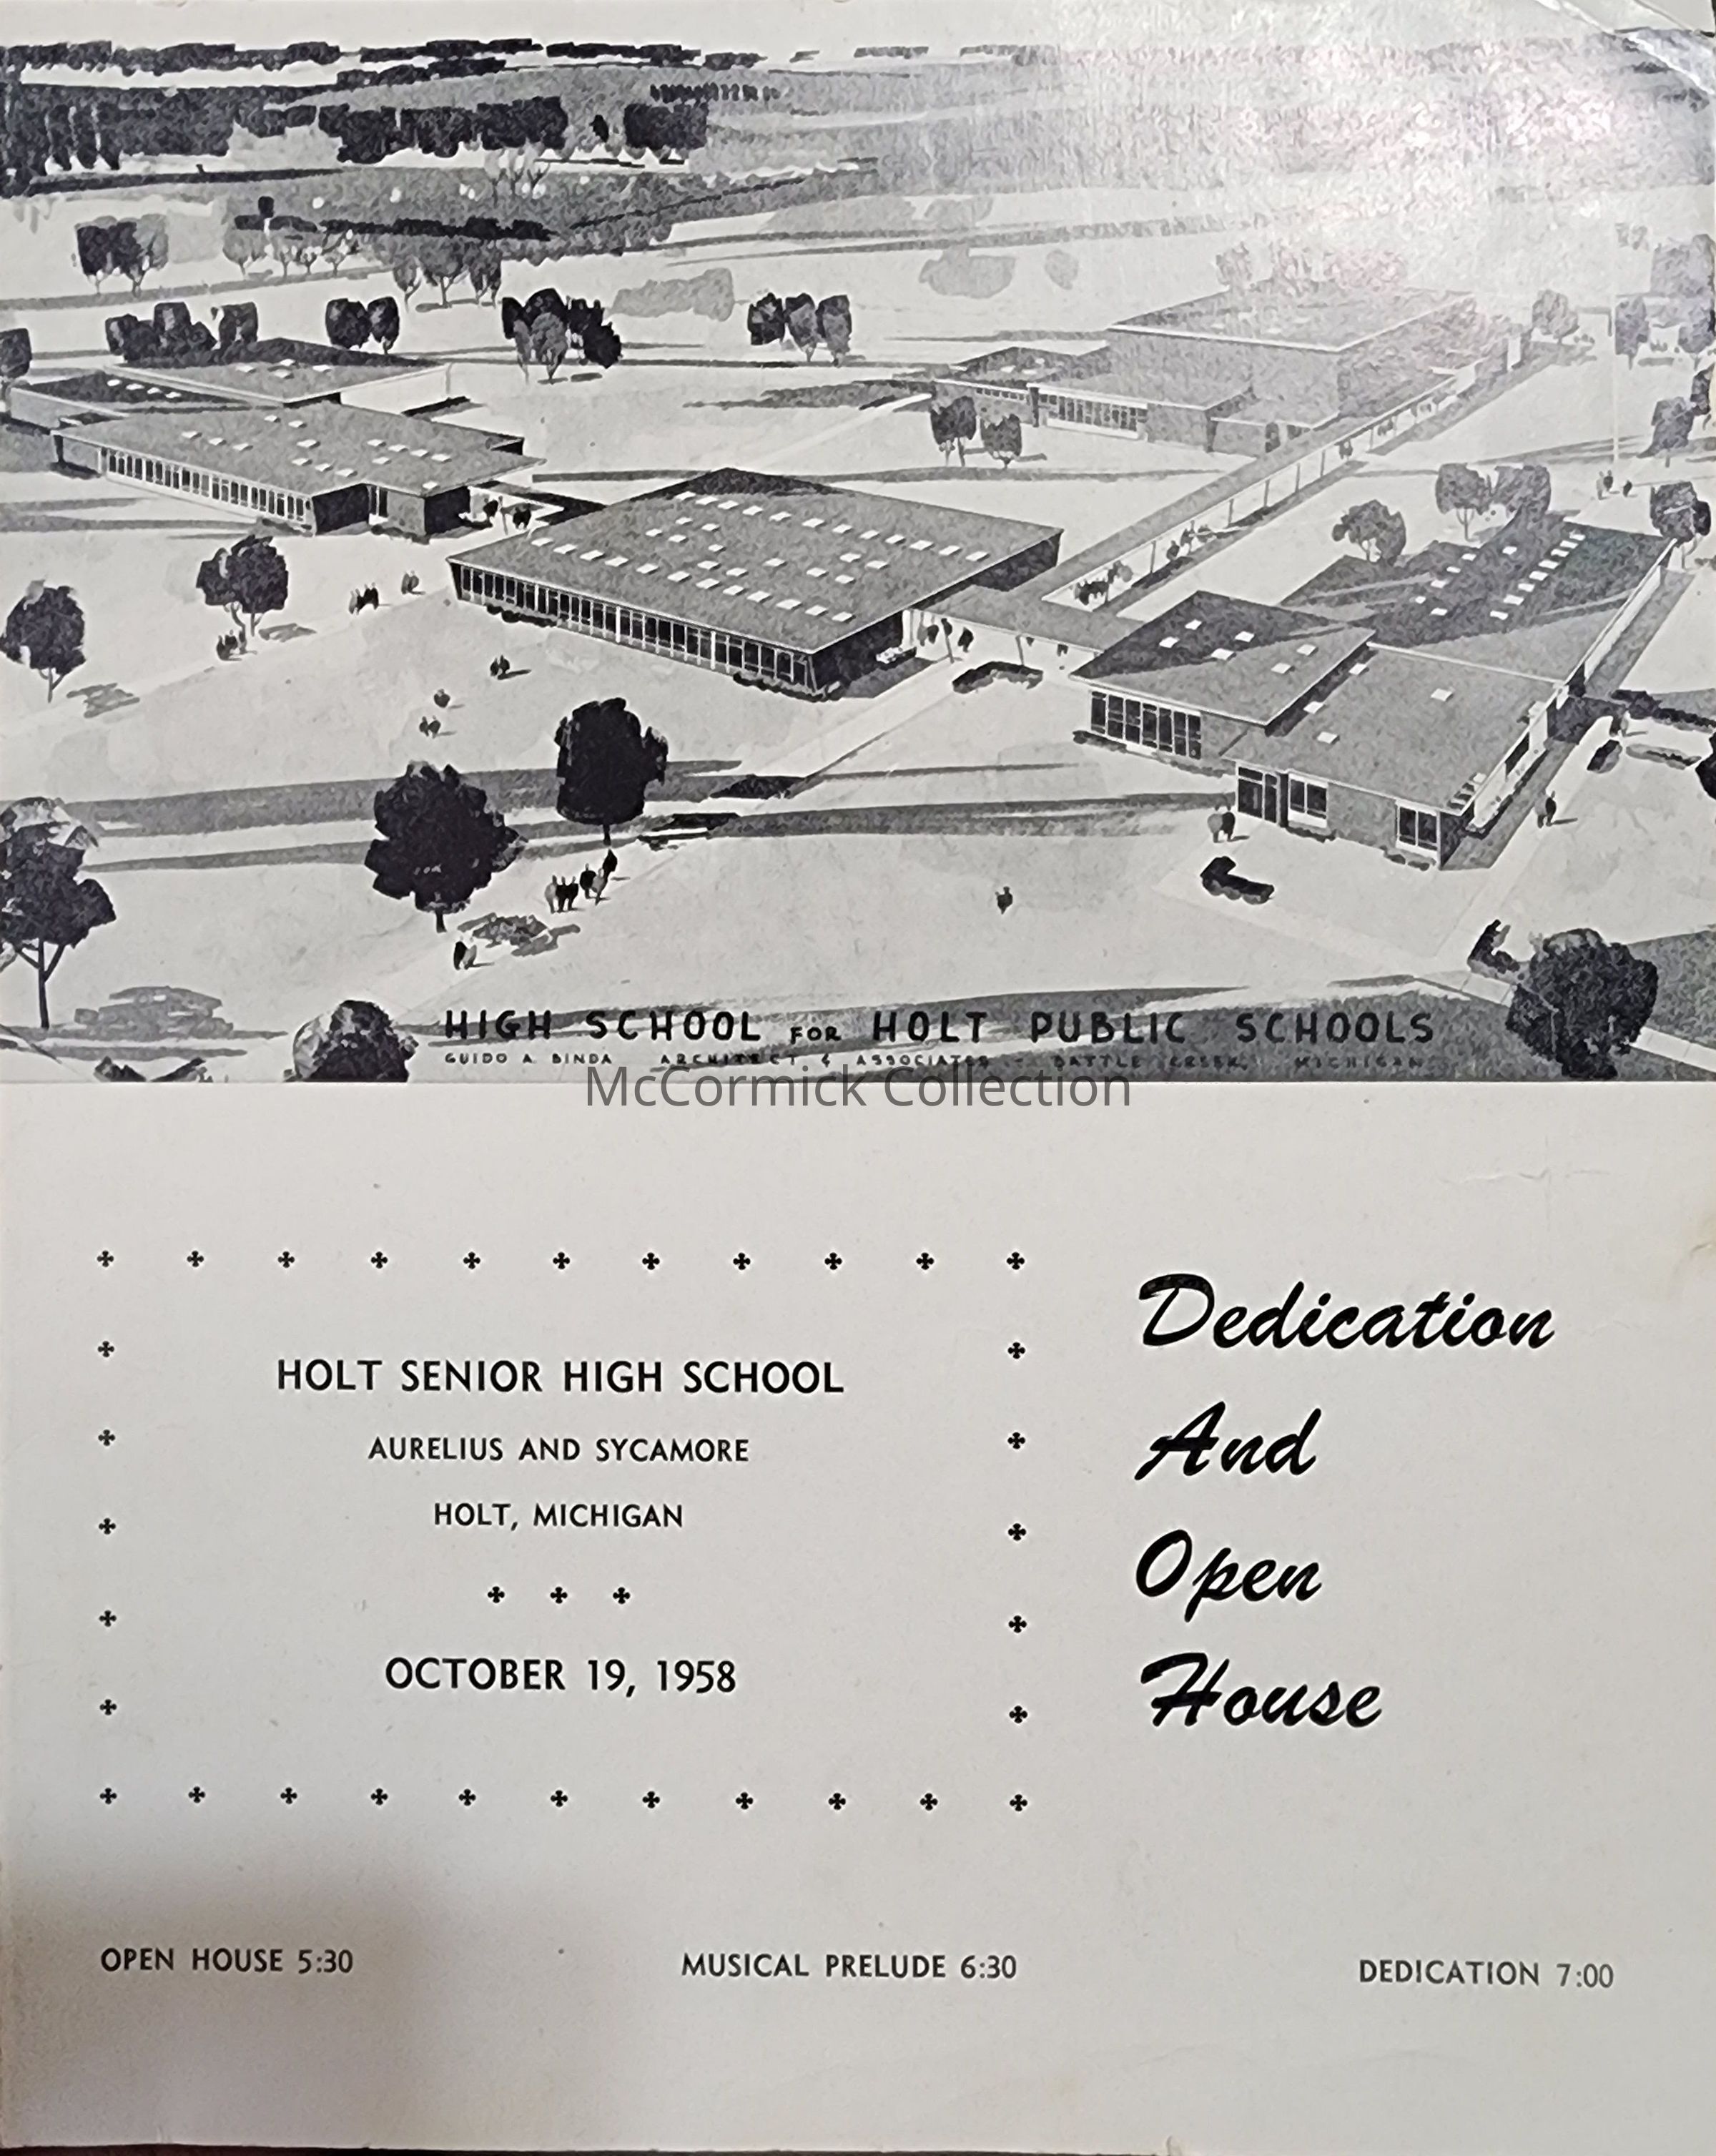 HIGH SCHOOL FOR HOLT PUBLIC SCHOOLS
GUIDO A. BINDA ARCHITECT & ASSOCIATES - BATTLE CREEK, MICHIGAN
McCormick Collection
HOLT SENIOR HIGH SCHOOL
AURELIUS AND SYCAMORE
HOLT, MICHIGAN
OCTOBER 19, 1958
Dedication
And
Open
House
OPEN HOUSE 5:30 MUSICAL PRELUDE 6:30 DEDICATION 7:00